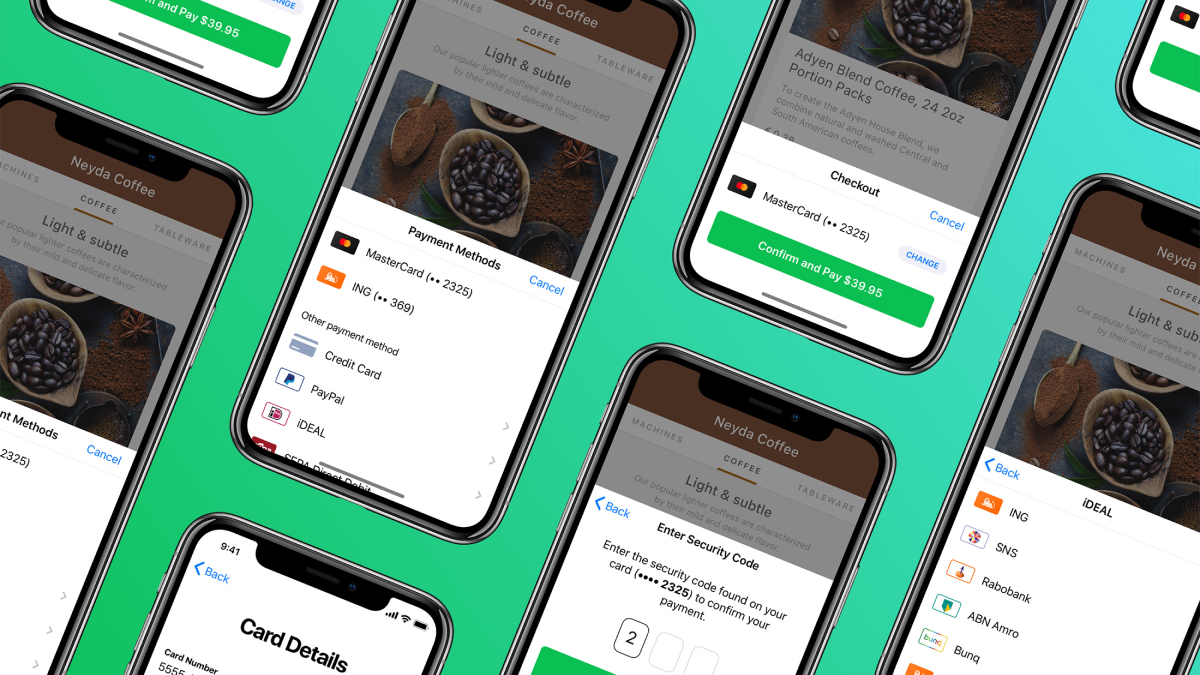 CHANGE
and Pay $39.95
Neyda Coffee
MACHINES
COFFEE
TABLEWARE
Light & subtle
Our popular lighter coffees are characterized
by their mild and delicate flavor.
Payment Methods
Cancel
MasterCard (•• 2325)
ING (•• 369)
Other payment method
Credit Card
PayPal
iDEAL
SEPA Direct Debit
Adyen Blend Coffee, 24 2oz
Portion Packs
To create the Adyen House Blend, we
combine natural and washed Central and
South American coffees.
Checkout
Cancel
MasterCard (•• 2325)
CHANGE
Confirm and Pay $39.95
Neyda Coffee
MACHINES
COFFEE
TABLEWARE
Light & subtle
popular lighter coffees are characterized
by their mild and delicate flavor.
Methods
Cancel
2325)
9:41
Back
Card Details
Card Number
5555
Neyda Coffee
MACHINES
COFFEE
TABLEWARE
Light & subtle
Our popular lighter coffees are characterized
by their mild and delicate flavor.
Back
Enter Security Code
Enter the security code found on your
card (•••• 2325) to confirm your
payment.
2
Neyda
MACHINES
COFFEE
Light &
Our popular lighter coffees are
by their mild and delicate
Back
iDEAL
ING
SNS
Rabobank
ABN Amro
bunq
Bunq